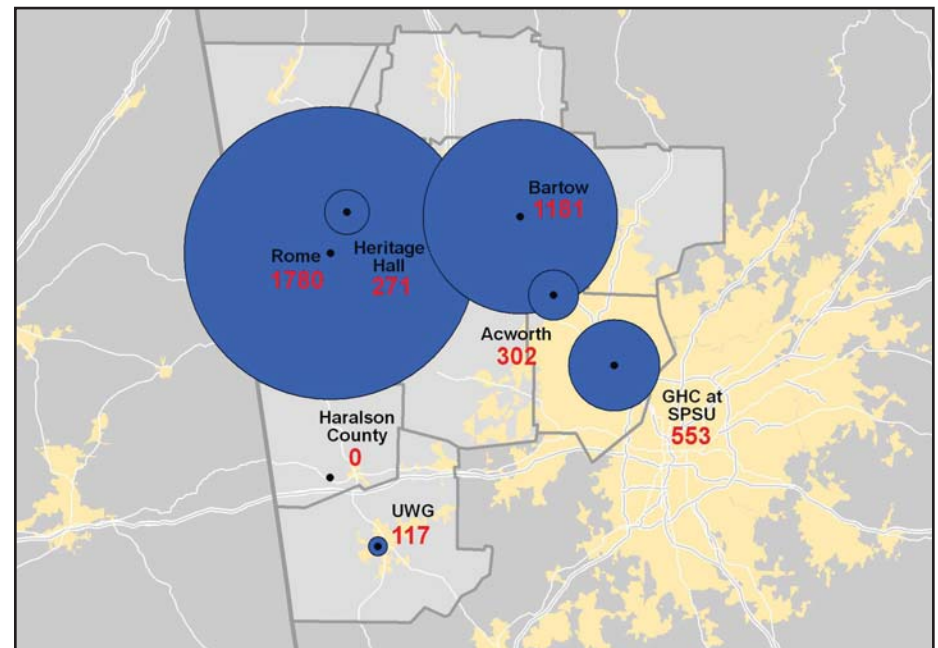 Bartow
1181
Rome
1780
Heritage
Hall
271
Acworth
302
GHC at
SPSU
553
Haralson
County
0
UWG
117